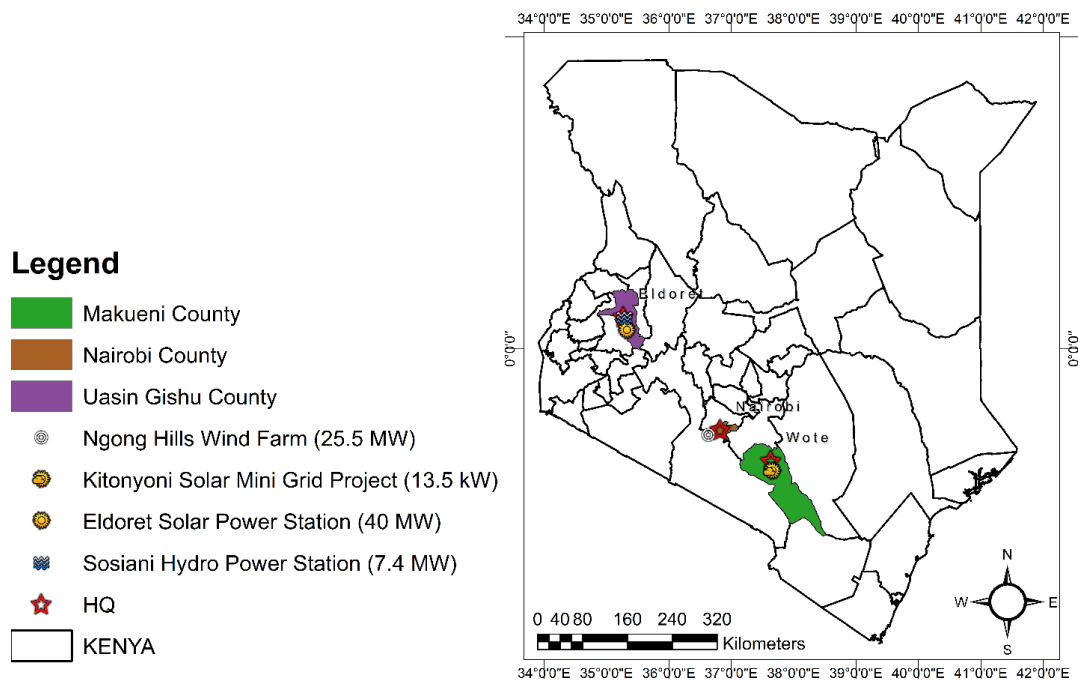 34°0'0"E 35°0'0"E 36°0'0"E 37°0'0"E 38°0'0"E 39°0'0"E 40°0'0"E 41°0'0"E 42°0'0"E
Legend
Makueni County
Nairobi County
Uasin Gishu County
Ngong Hills Wind Farm (25.5 MW)
Kitonyoni Solar Mini Grid Project (13.5 kW)
Eldoret Solar Power Station (40 MW)
Sosiani Hydro Power Station (7.4 MW)
HQ
KENYA
Eldoret
0°0'0"
0°0'0"
Nairobi
Wote
N
W E
S
0 40 80 160 240 320
Kilometers
34°0'0"E 35°0'0"E 36°0'0"E 37°0'0"E 38°0'0"E 39°0'0"E 40°0'0"E 41°0'0"E 42°0'0"E